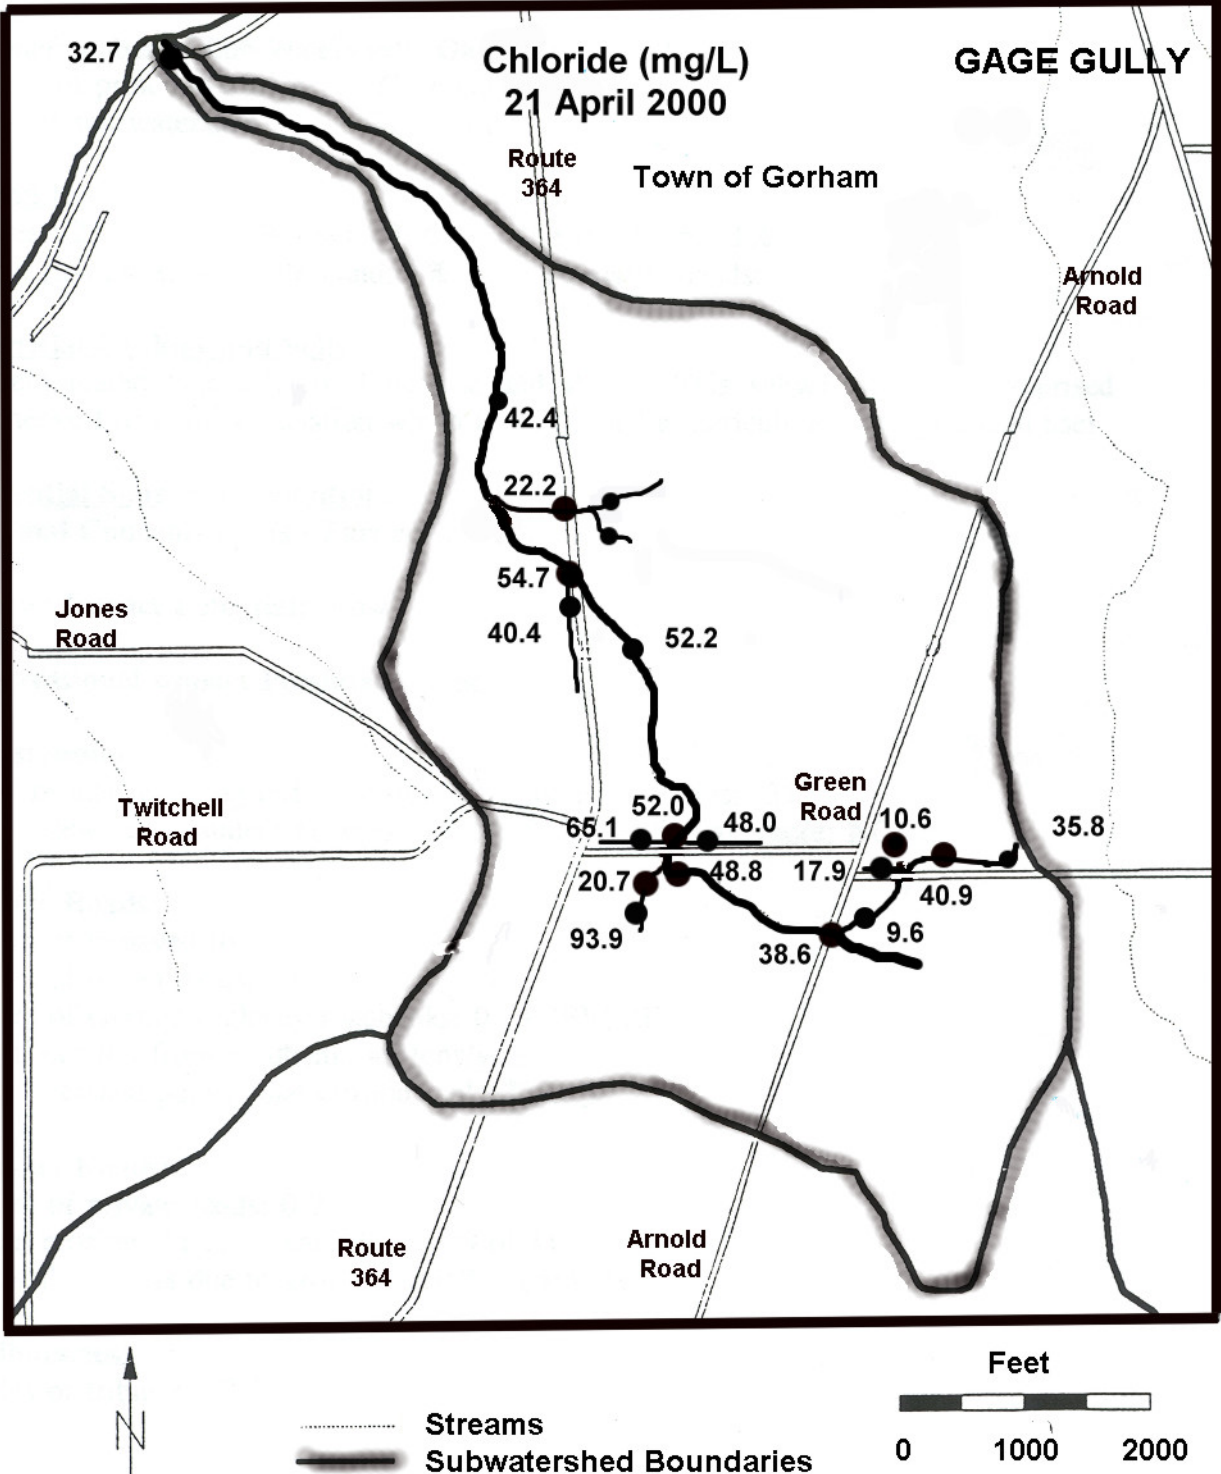 32.7
Chloride (mg/L)
21 April 2000
GAGE GULLY
Route
364
Town of Gorham
Arnold
Road
42.4
22.2
54.7
40.4
52.2
Jones
Road
Twitchell
Road
Green
Road
52.0
65.1
48.0
10.6
35.8
20.7
48.8
17.9
40.9
93.9
38.6
9.6
Route
364
Arnold
Road
Feet
0 1000 2000
N
Streams
Subwatershed Boundaries